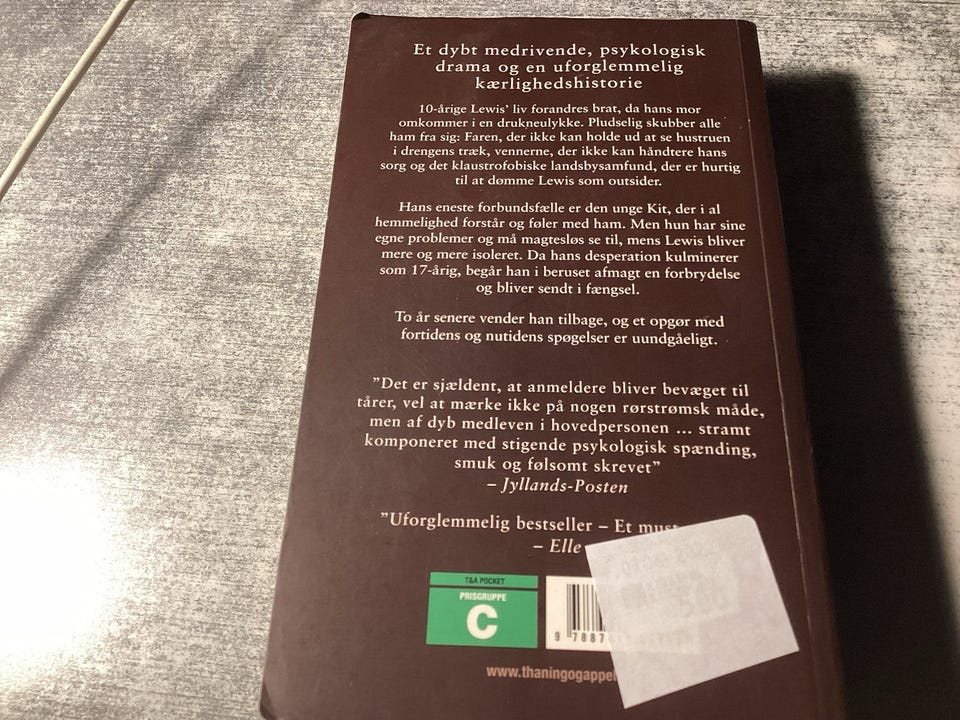 Et dybt medrivende, psykologisk
drama og en uforglemmelig
kærlighedshistorie
10-årige Lewis' liv forandres brat, da hans mor
omkommer i en drukneulykke. Pludselig skubber alle
ham fra sig: Faren, der ikke kan holde ud at se hustruen
i drengens træk, vennerne, der ikke kan håndtere hans
sorg og det klaustrofobiske landsbysamfund, der er hurtig
til at dømme Lewis som outsider.
Hans eneste forbundsfælle er den unge Kit, der i al
hemmelighed forstår og føler med ham. Men hun har sine
egne problemer og må magtesløs se til, mens Lewis bliver
mere og mere isoleret. Da hans desperation kulminerer
som 17-årig, begår han i beruset afmagt en forbrydelse
og bliver sendt i fængsel.
To år senere vender han tilbage, og et opgør med
fortidens og nutidens spøgelser er uundgåeligt.
"Det er sjældent, at anmeldere bliver bevæget til
tårer, vel at mærke ikke på nogen rørstrømsk måde,
men af dyb medleven i hovedpersonen ... stramt
komponeret med stigende psykologisk spænding,
smuk og følsomt skrevet"
– Jyllands-Posten
"Uforglemmelig bestseller – Et
– Elle
T&A POCKET
PRISGRUPPE
C
9 7887
www.thaningogappel